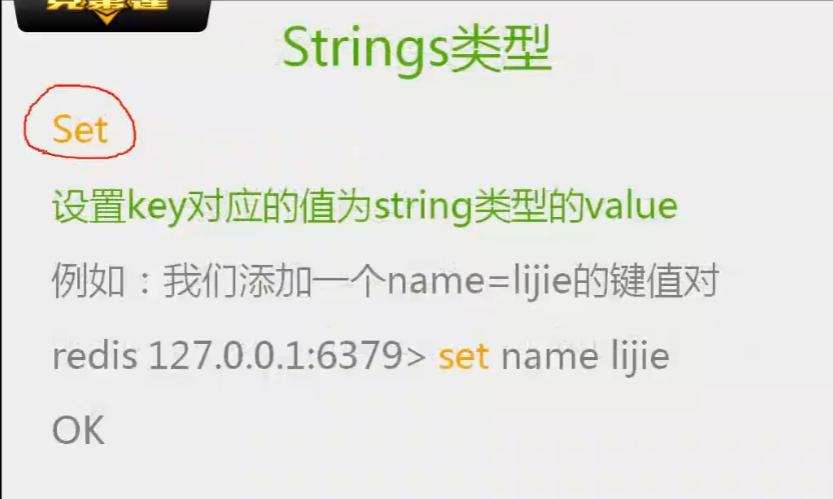 Strings类型
Set
设置key对应的值为string类型的value
例如：我们添加一个name=lijie的键值对
redis 127.0.0.1:6379> set name lijie
OK